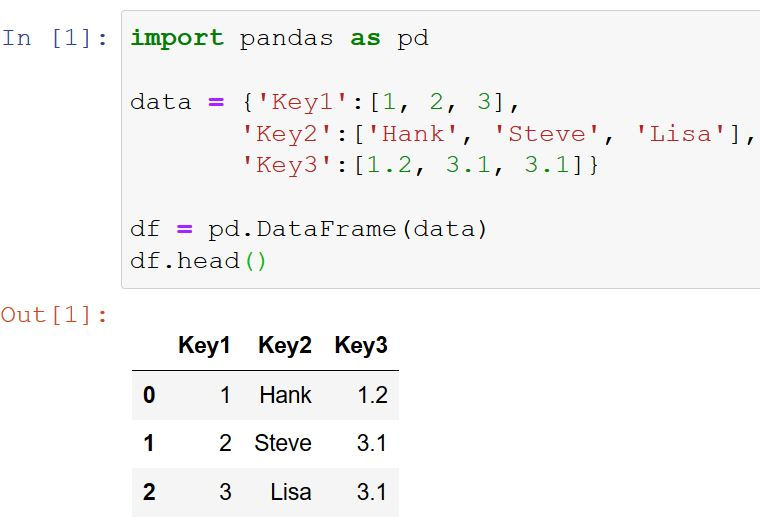 In [1]: import pandas as pd
data = {'Key1':[1, 2, 3],
'Key2':['Hank', 'Steve', 'Lisa'],
'Key3':[1.2, 3.1, 3.1]}
df = pd.DataFrame(data)
df.head()
Out[1]:
Key1 Key2 Key3
0 1 Hank 1.2
1 2 Steve 3.1
2 3 Lisa 3.1